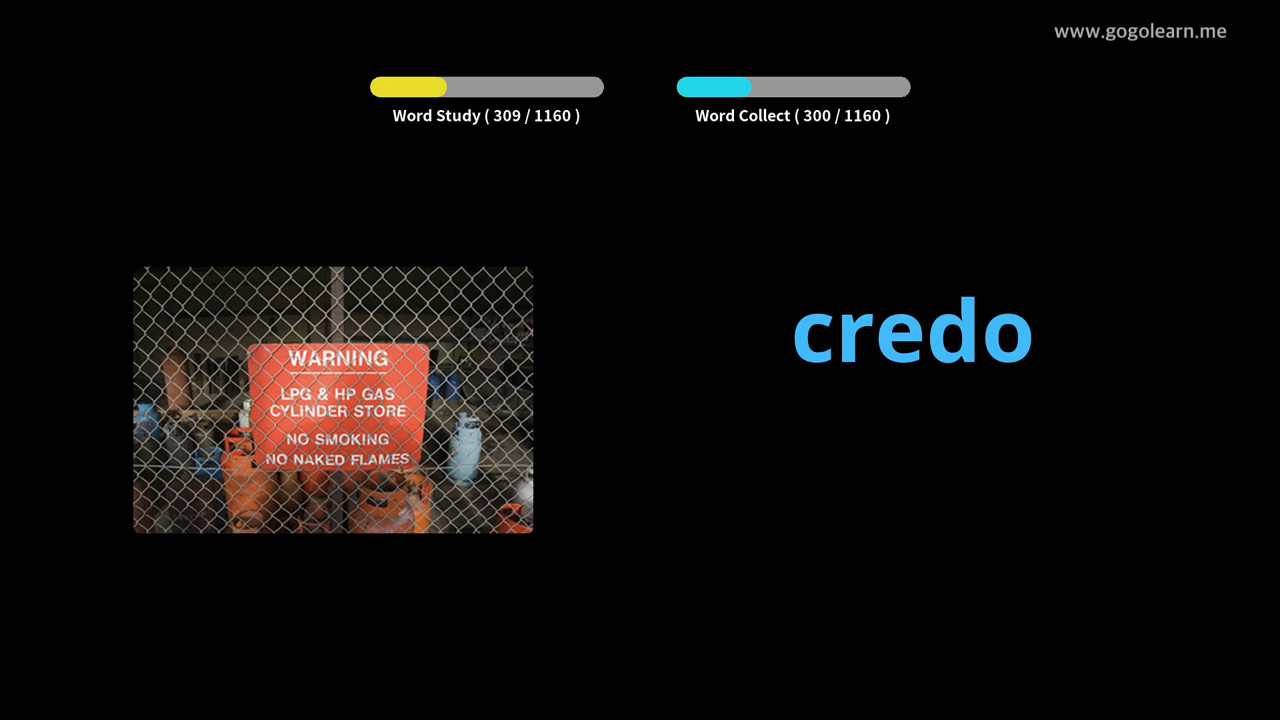 www.gogolearn.me
Word Study ( 309 / 1160 )
Word Collect ( 300 / 1160 )
WARNING
LPG & HP GAS
CYLINDER STORE
NO SMOKING
NO NAKED FLAMES
credo